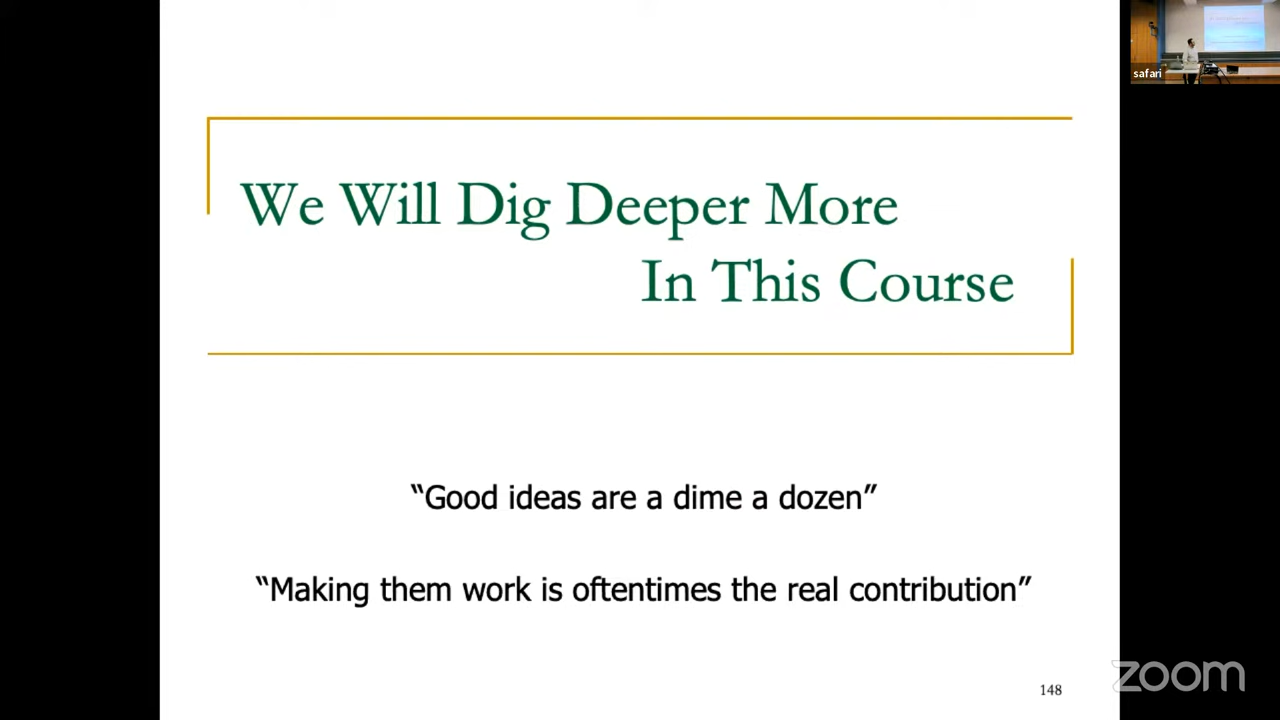 safari
We Will Dig Deeper More
In This Course
“Good ideas are a dime a dozen”
“Making them work is oftentimes the real contribution”
148
zoom